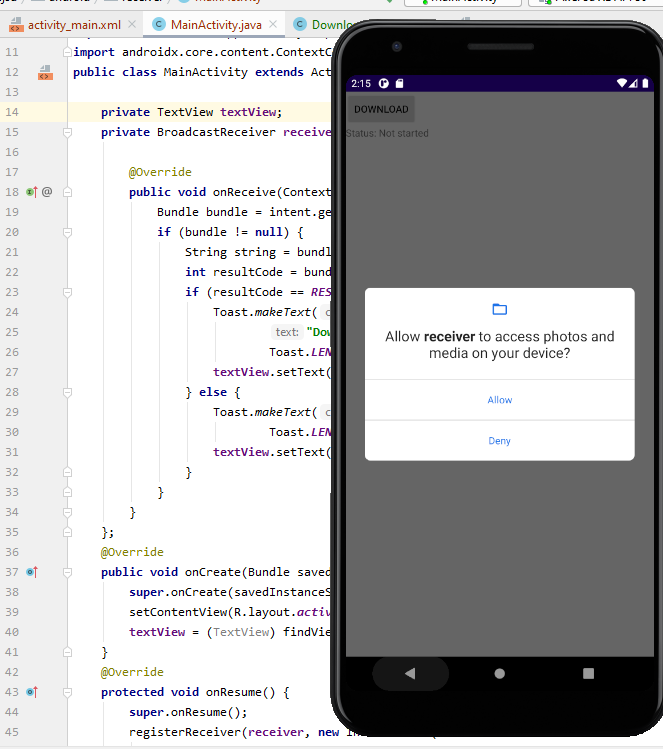 activity_main.xml
MainActivity.java
11 import androidx.core.content.ContextC
12 public class MainActivity extends Act
13
14 private TextView textView;
15 private BroadcastReceiver receive
16
17 @Override
18 @ public void onReceive(Context
19 Bundle bundle = intent.ge
20 if (bundle != null) {
21 String string = bundl
22 int resultCode = bund
23 if (resultCode == RES
24 Toast.makeText( c
25 text: "Dow
26 Toast.LEN
27 textView.setText(
28 } else {
29 Toast.makeText( c
30 Toast.LEN
31 textView.setText(
32 }
33 }
34 }
35 };
36 @Override
37 public void onCreate(Bundle saved
38 super.onCreate(savedInstanceS
39 setContentView(R.layout.activ
40 textView = (TextView) findVie
41 }
42 @Override
43 protected void onResume() {
44 super.onResume();
45 registerReceiver(receiver, new
2:15
DOWNLOAD
Status: Not started
Allow receiver to access photos and
media on your device?
Allow
Deny